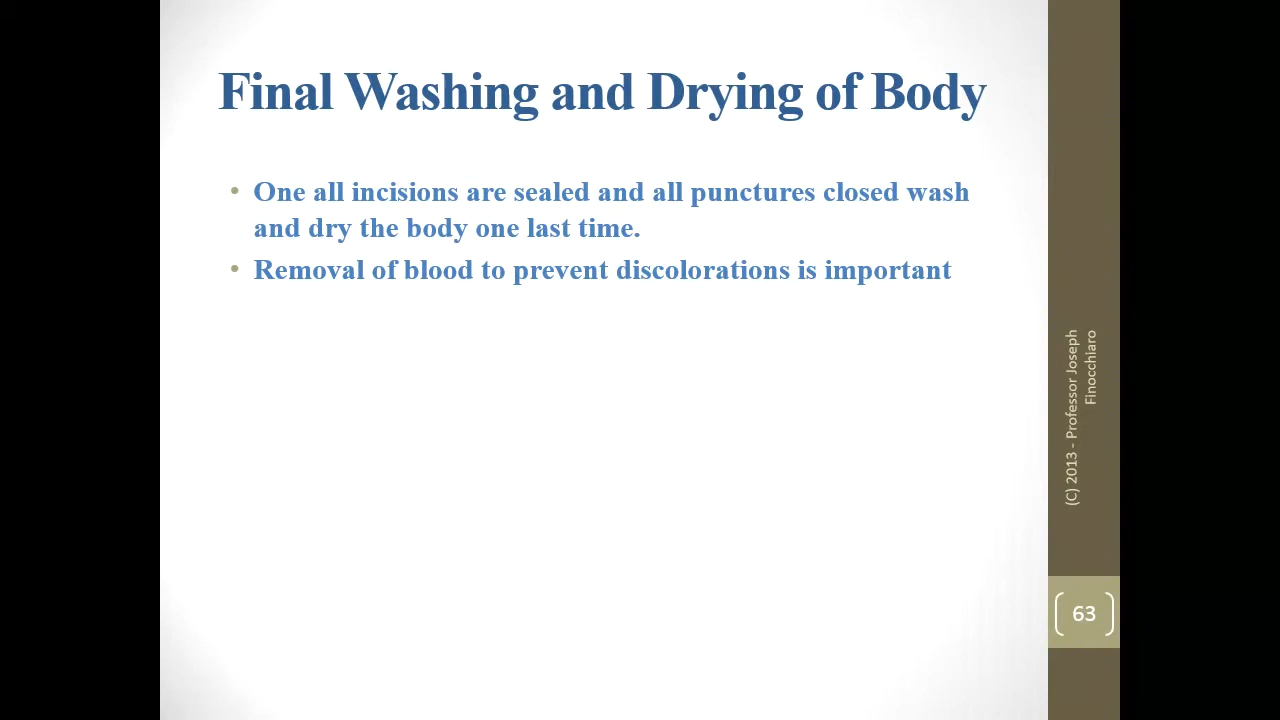 Final Washing and Drying of Body
• One all incisions are sealed and all punctures closed wash
and dry the body one last time.
• Removal of blood to prevent discolorations is important
(C) 2013 - Professor Joseph
Finocchiaro
63